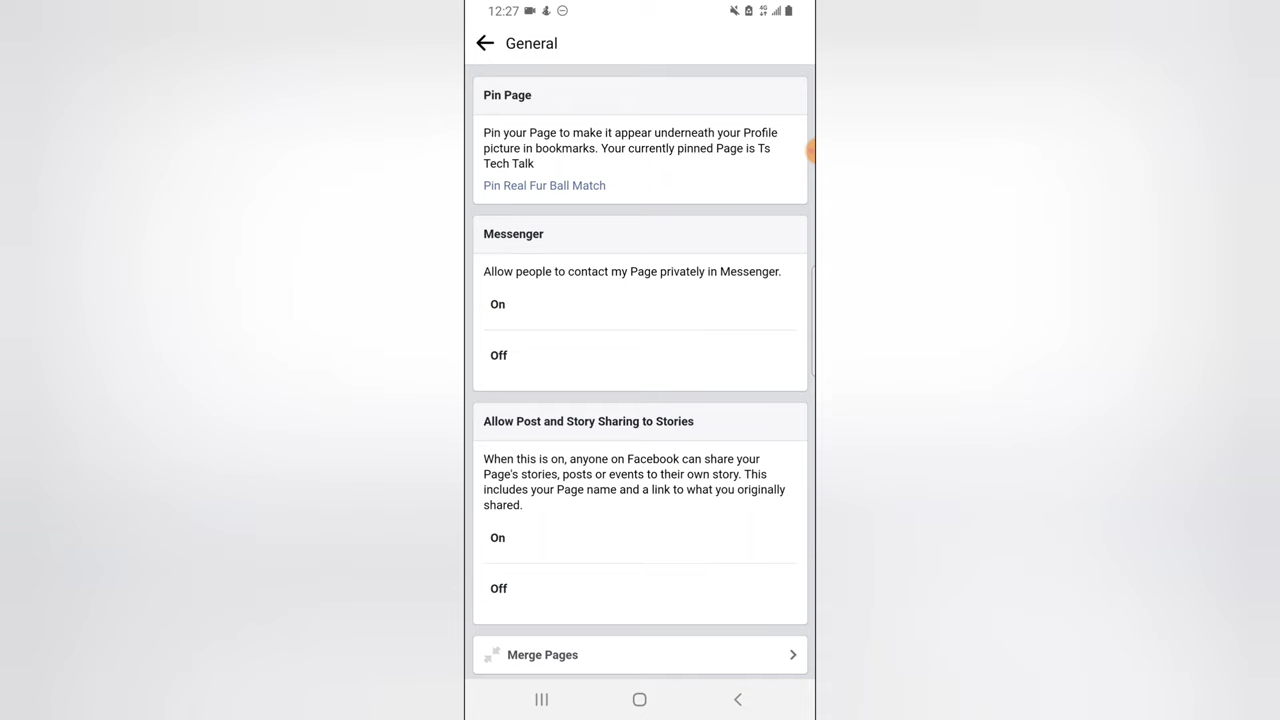 12:27
4G
General
Pin Page
Pin your Page to make it appear underneath your Profile
picture in bookmarks. Your currently pinned Page is Ts
Tech Talk
Pin Real Fur Ball Match
Messenger
Allow people to contact my Page privately in Messenger.
On
Off
Allow Post and Story Sharing to Stories
When this is on, anyone on Facebook can share your
Page's stories, posts or events to their own story. This
includes your Page name and a link to what you originally
shared.
On
Off
Merge Pages